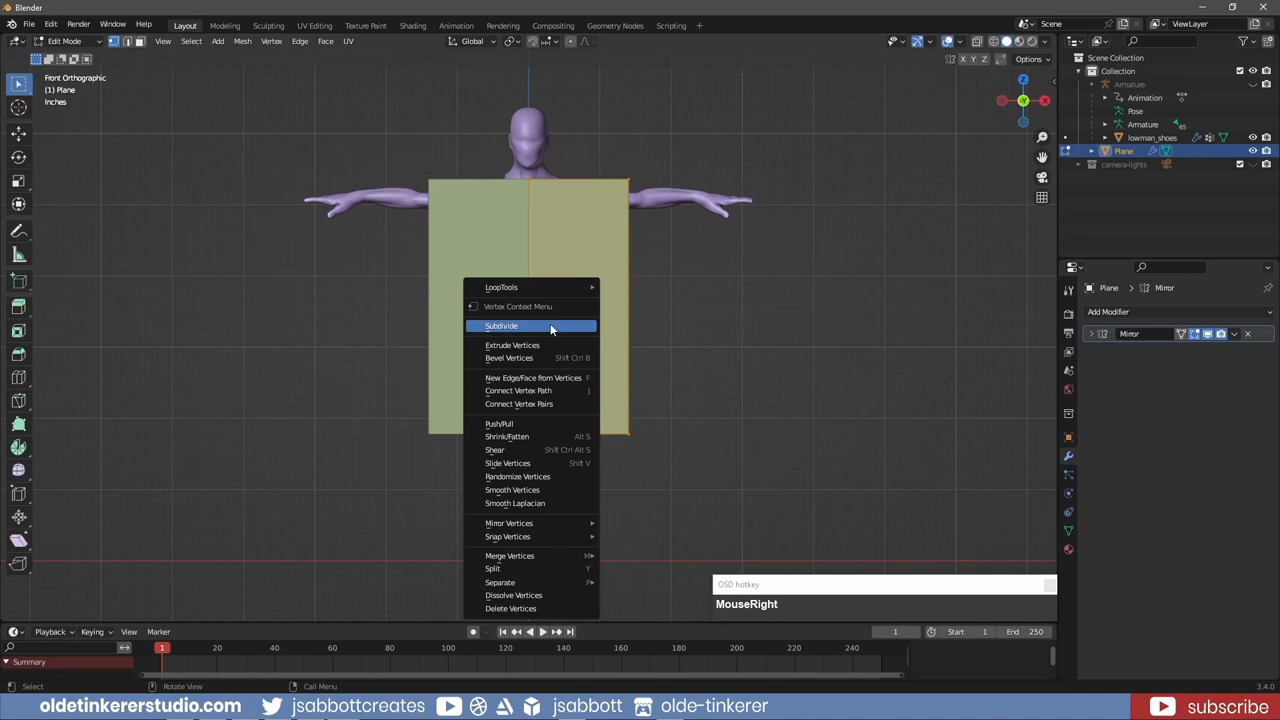 Blender
File Edit Render Window Help Layout Modeling Sculpting UV Editing Texture Paint Shading Animation Rendering Compositing Geometry Nodes Scripting + Scene ViewLayer
Edit Mode View Select Add Mesh Vertex Edge Face UV Global
X Y Z Options
Front Orthographic
(1) Plane
Inches
Z
Y
X
Scene Collection
Collection
Armature
Animation
Pose
Armature
lowman_shoes
Plane
camera-lights
Plane > Mirror
Add Modifier
Mirror
LoopTools
Vertex Context Menu
Subdivide
Extrude Vertices
Bevel Vertices Shift Ctrl B
New Edge/Face from Vertices F
Connect Vertex Path J
Connect Vertex Pairs
Push/Pull
Shrink/Fatten Alt S
Shear Shift Ctrl Alt S
Slide Vertices Shift V
Randomize Vertices
Smooth Vertices
Smooth Laplacian
Mirror Vertices
Snap Vertices
Merge Vertices M
Split Y
Separate P
Dissolve Vertices
Delete Vertices
OSD hotkey
MouseRight
Playback Keying View Marker 1 Start 1 End 250
1 20 40 60 80 100 120 140 160 180 200 220 240
Summary
Select Rotate View Call Menu 3.4.0
oldetinkererstudio.com jsabbottcreates jsabbott olde-tinkerer subscribe